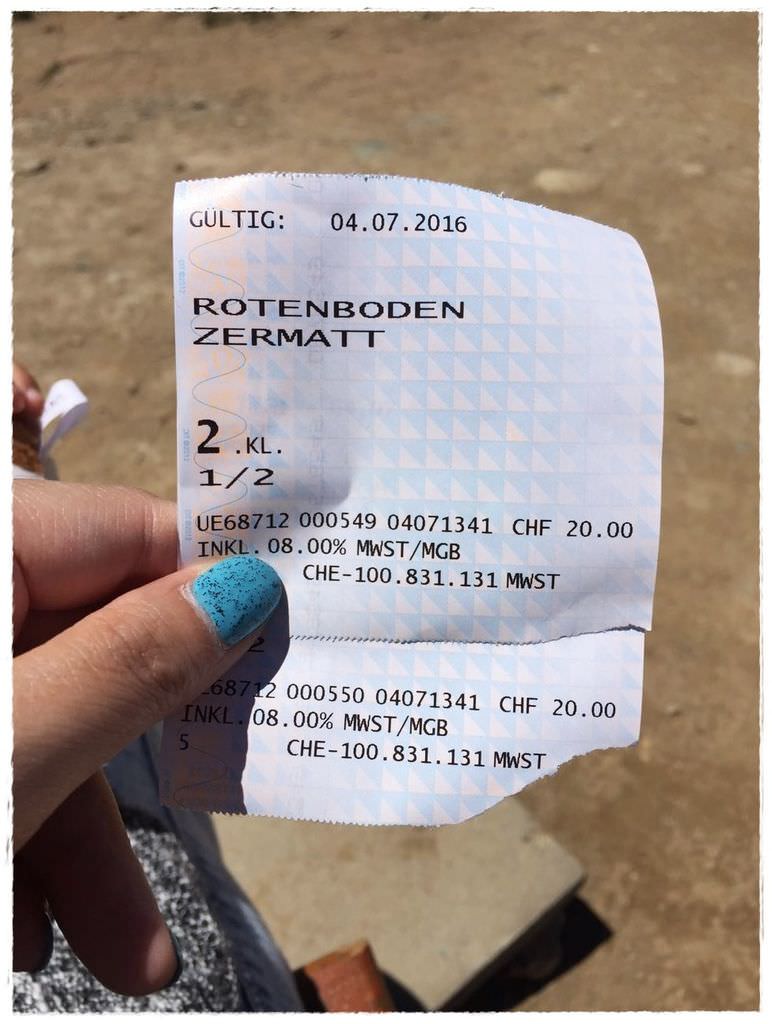 GÜLTIG: 04.07.2016
ROTENBODEN
ZERMATT
2 .KL.
1/2
UE68712 000549 04071341 CHF 20.00
INKL. 08.00% MWST/MGB
CHE-100.831.131 MWST
2
68712 000550 04071341 CHF 20.00
INKL. 08.00% MWST/MGB
5 CHE-100.831.131 MWST